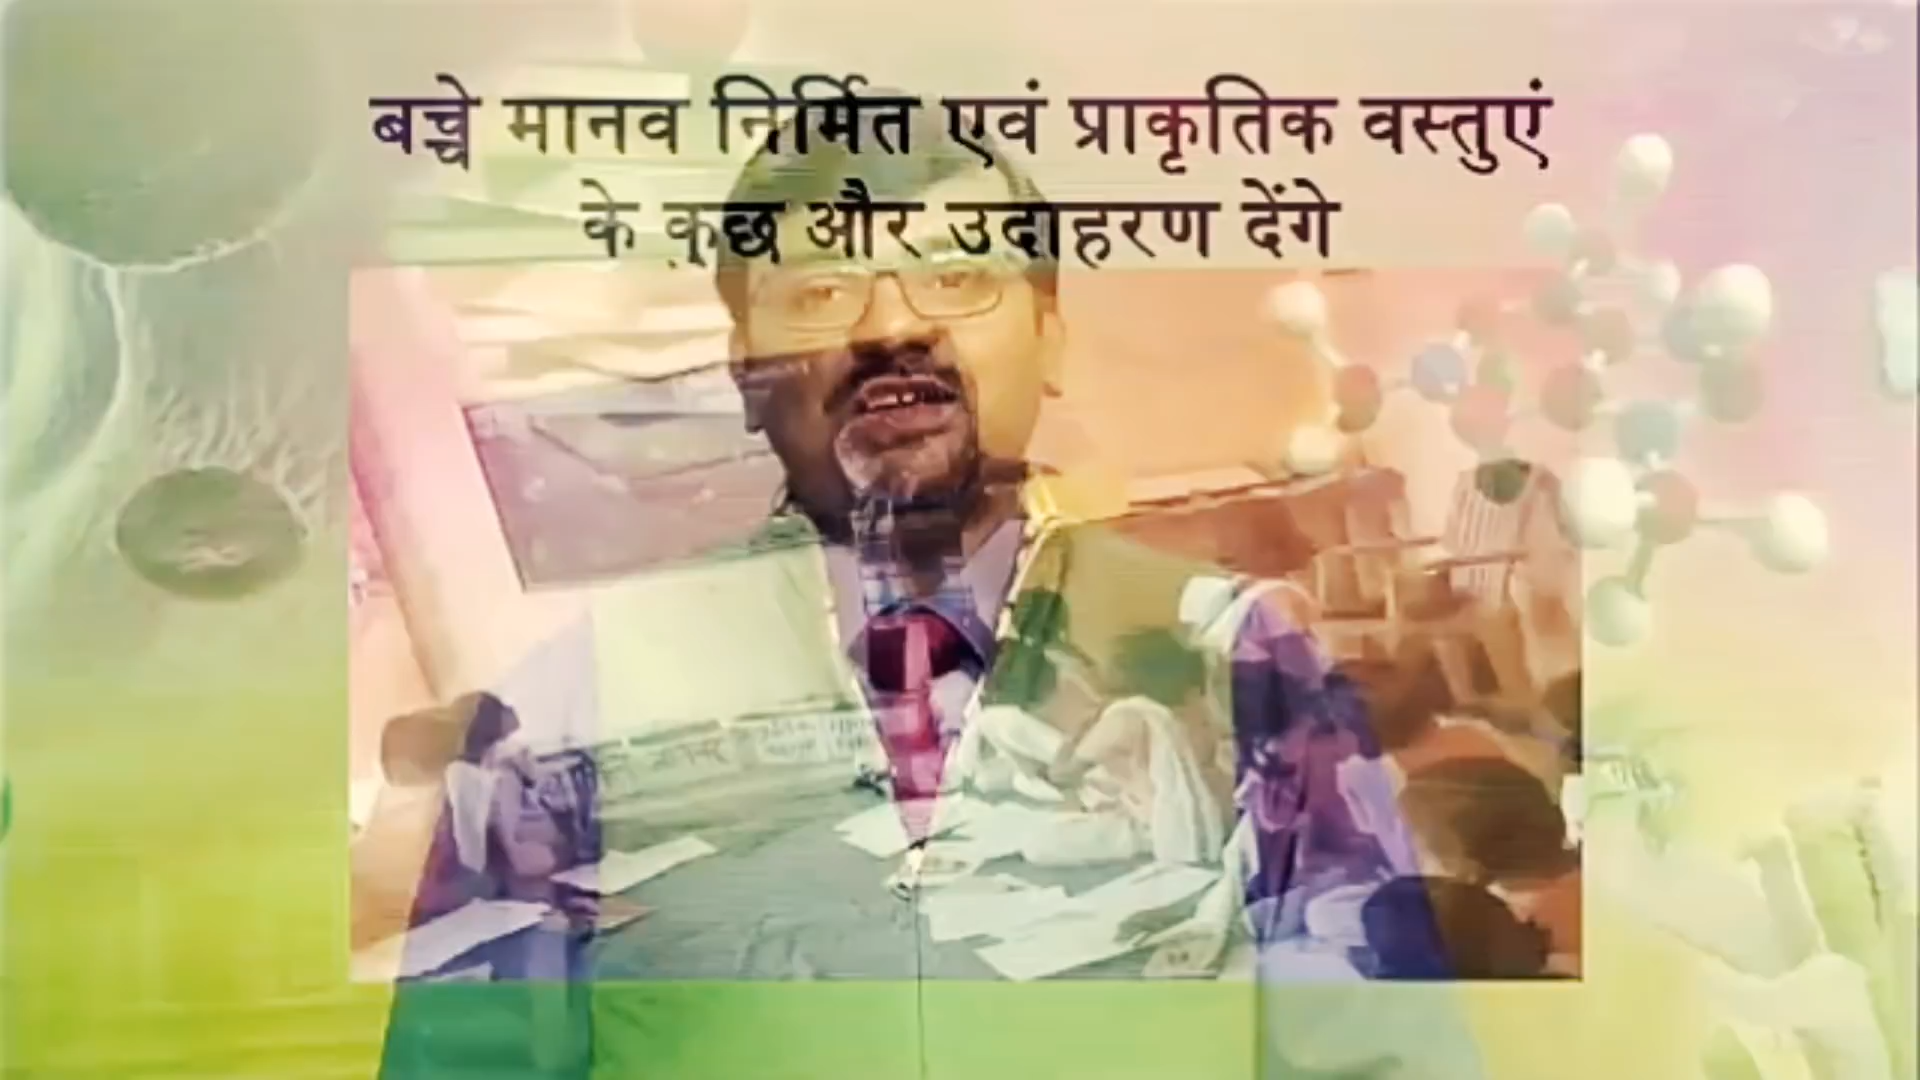 बच्चे मानव निर्मित एवं प्राकृतिक वस्तुएं
के कुछ और उदाहरण देंगे